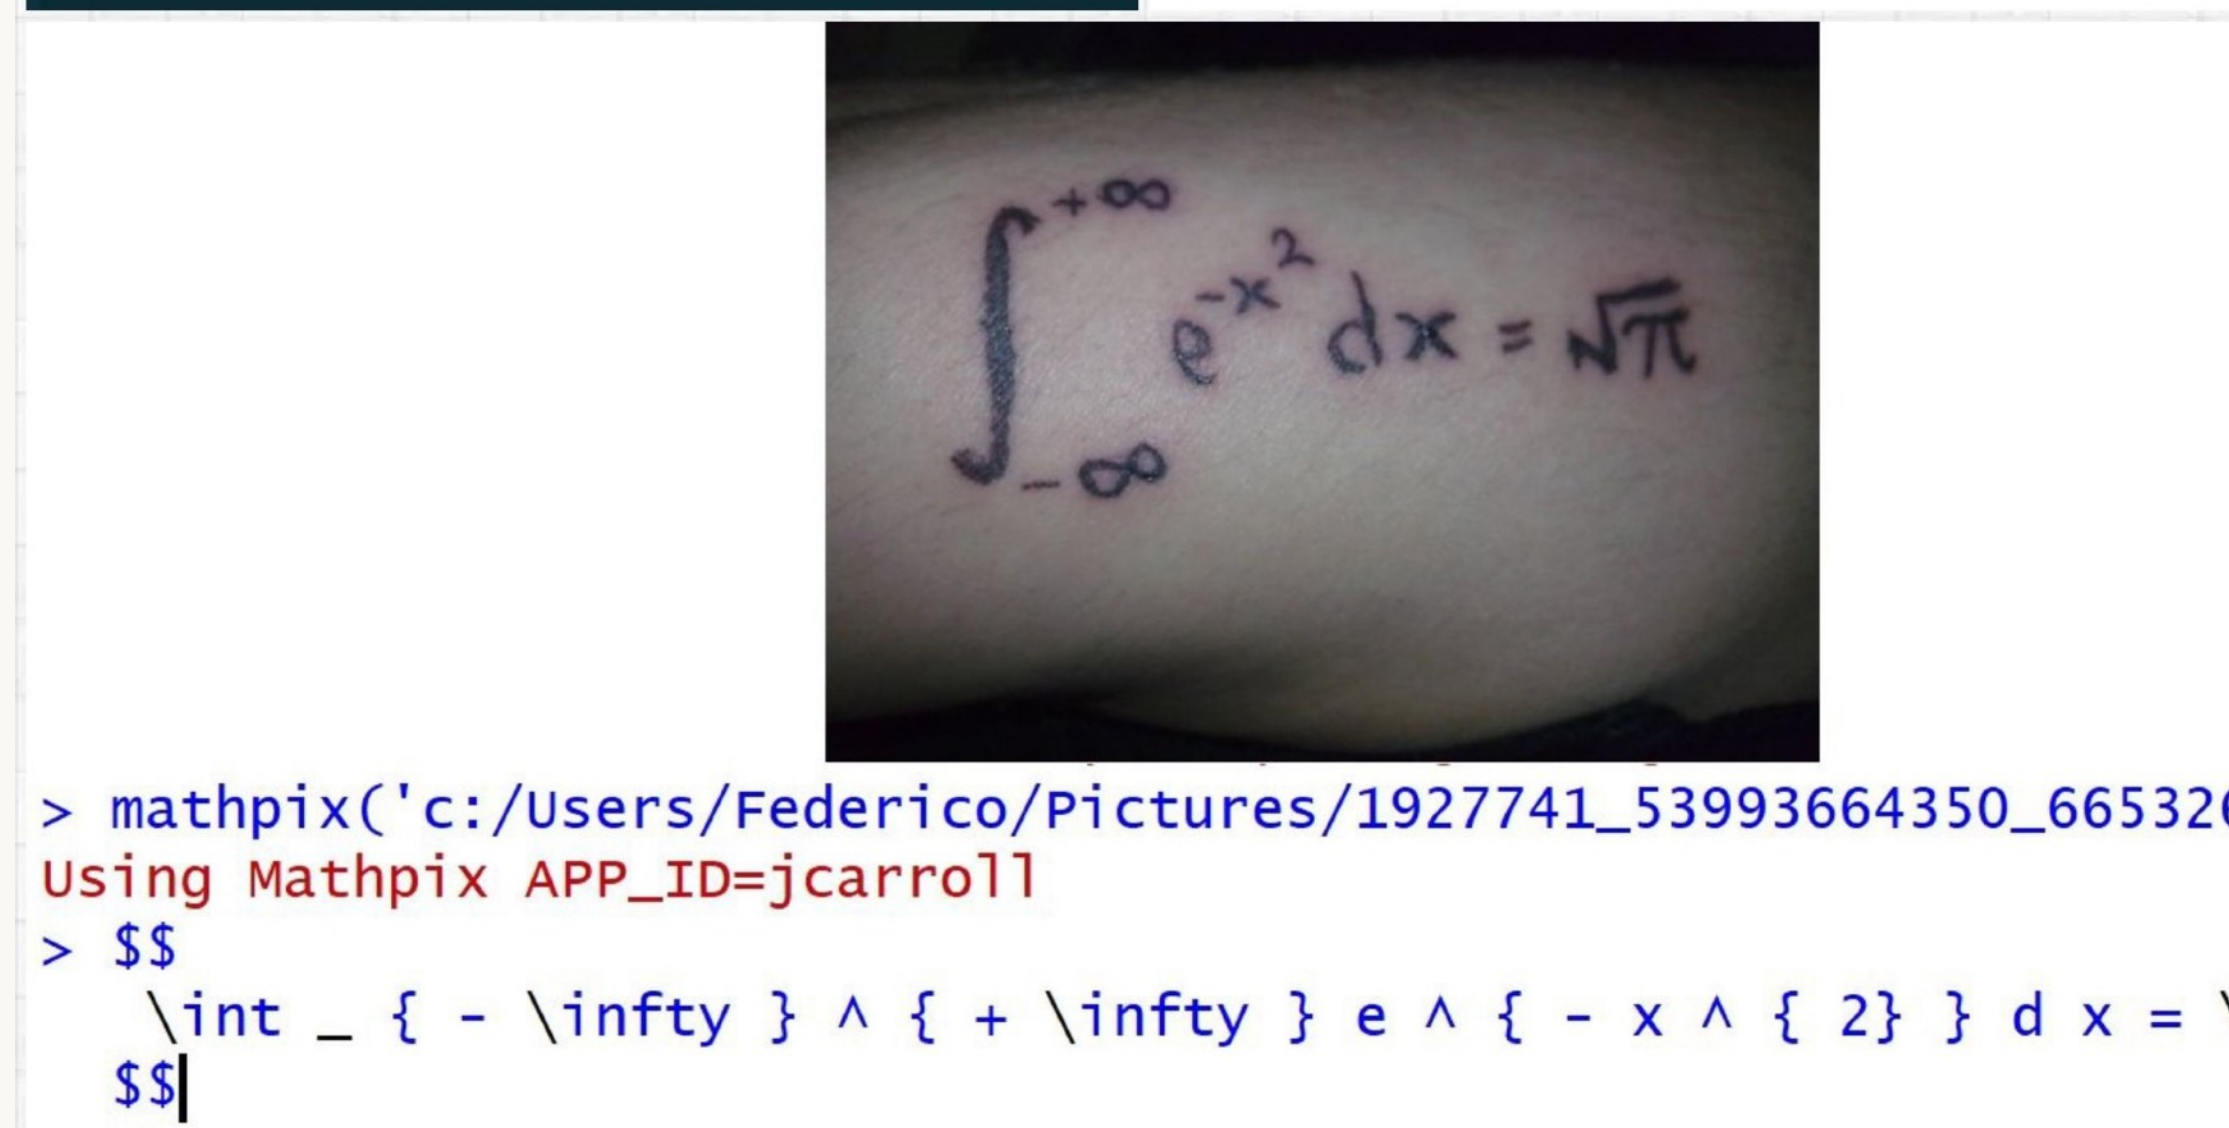 ∫_{-∞}^{+∞} e^{-x^2} dx = √π
> mathpix('c:/Users/Federico/Pictures/1927741_53993664350_66532
Using Mathpix APP_ID=jcarroll
> $$
\int _ { - \infty } ^ { + \infty } e ^ { - x ^ { 2} } d x = \
$$